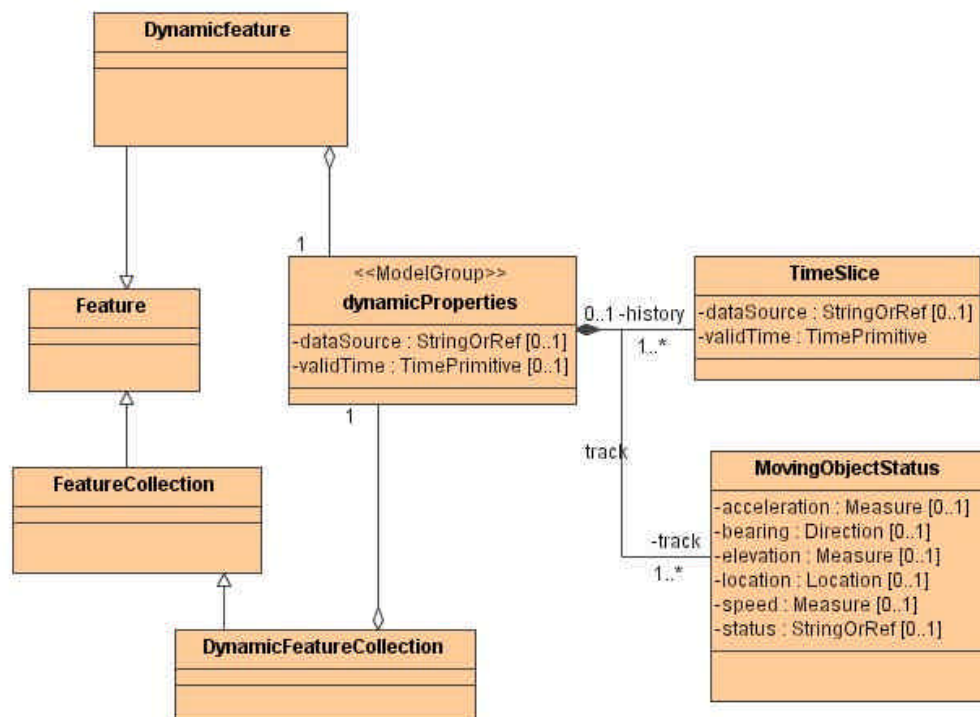 Dynamicfeature
1
<<ModelGroup>>
dynamicProperties
-dataSource : StringOrRef [0..1]
-validTime : TimePrimitive [0..1]
0..1 -history
1..*
TimeSlice
-dataSource : StringOrRef [0..1]
-validTime : TimePrimitive
Feature
1
track
FeatureCollection
MovingObjectStatus
-acceleration : Measure [0..1]
-bearing : Direction [0..1]
-elevation : Measure [0..1]
-location : Location [0..1]
-speed : Measure [0..1]
-status : StringOrRef [0..1]
-track
1..*
DynamicFeatureCollection